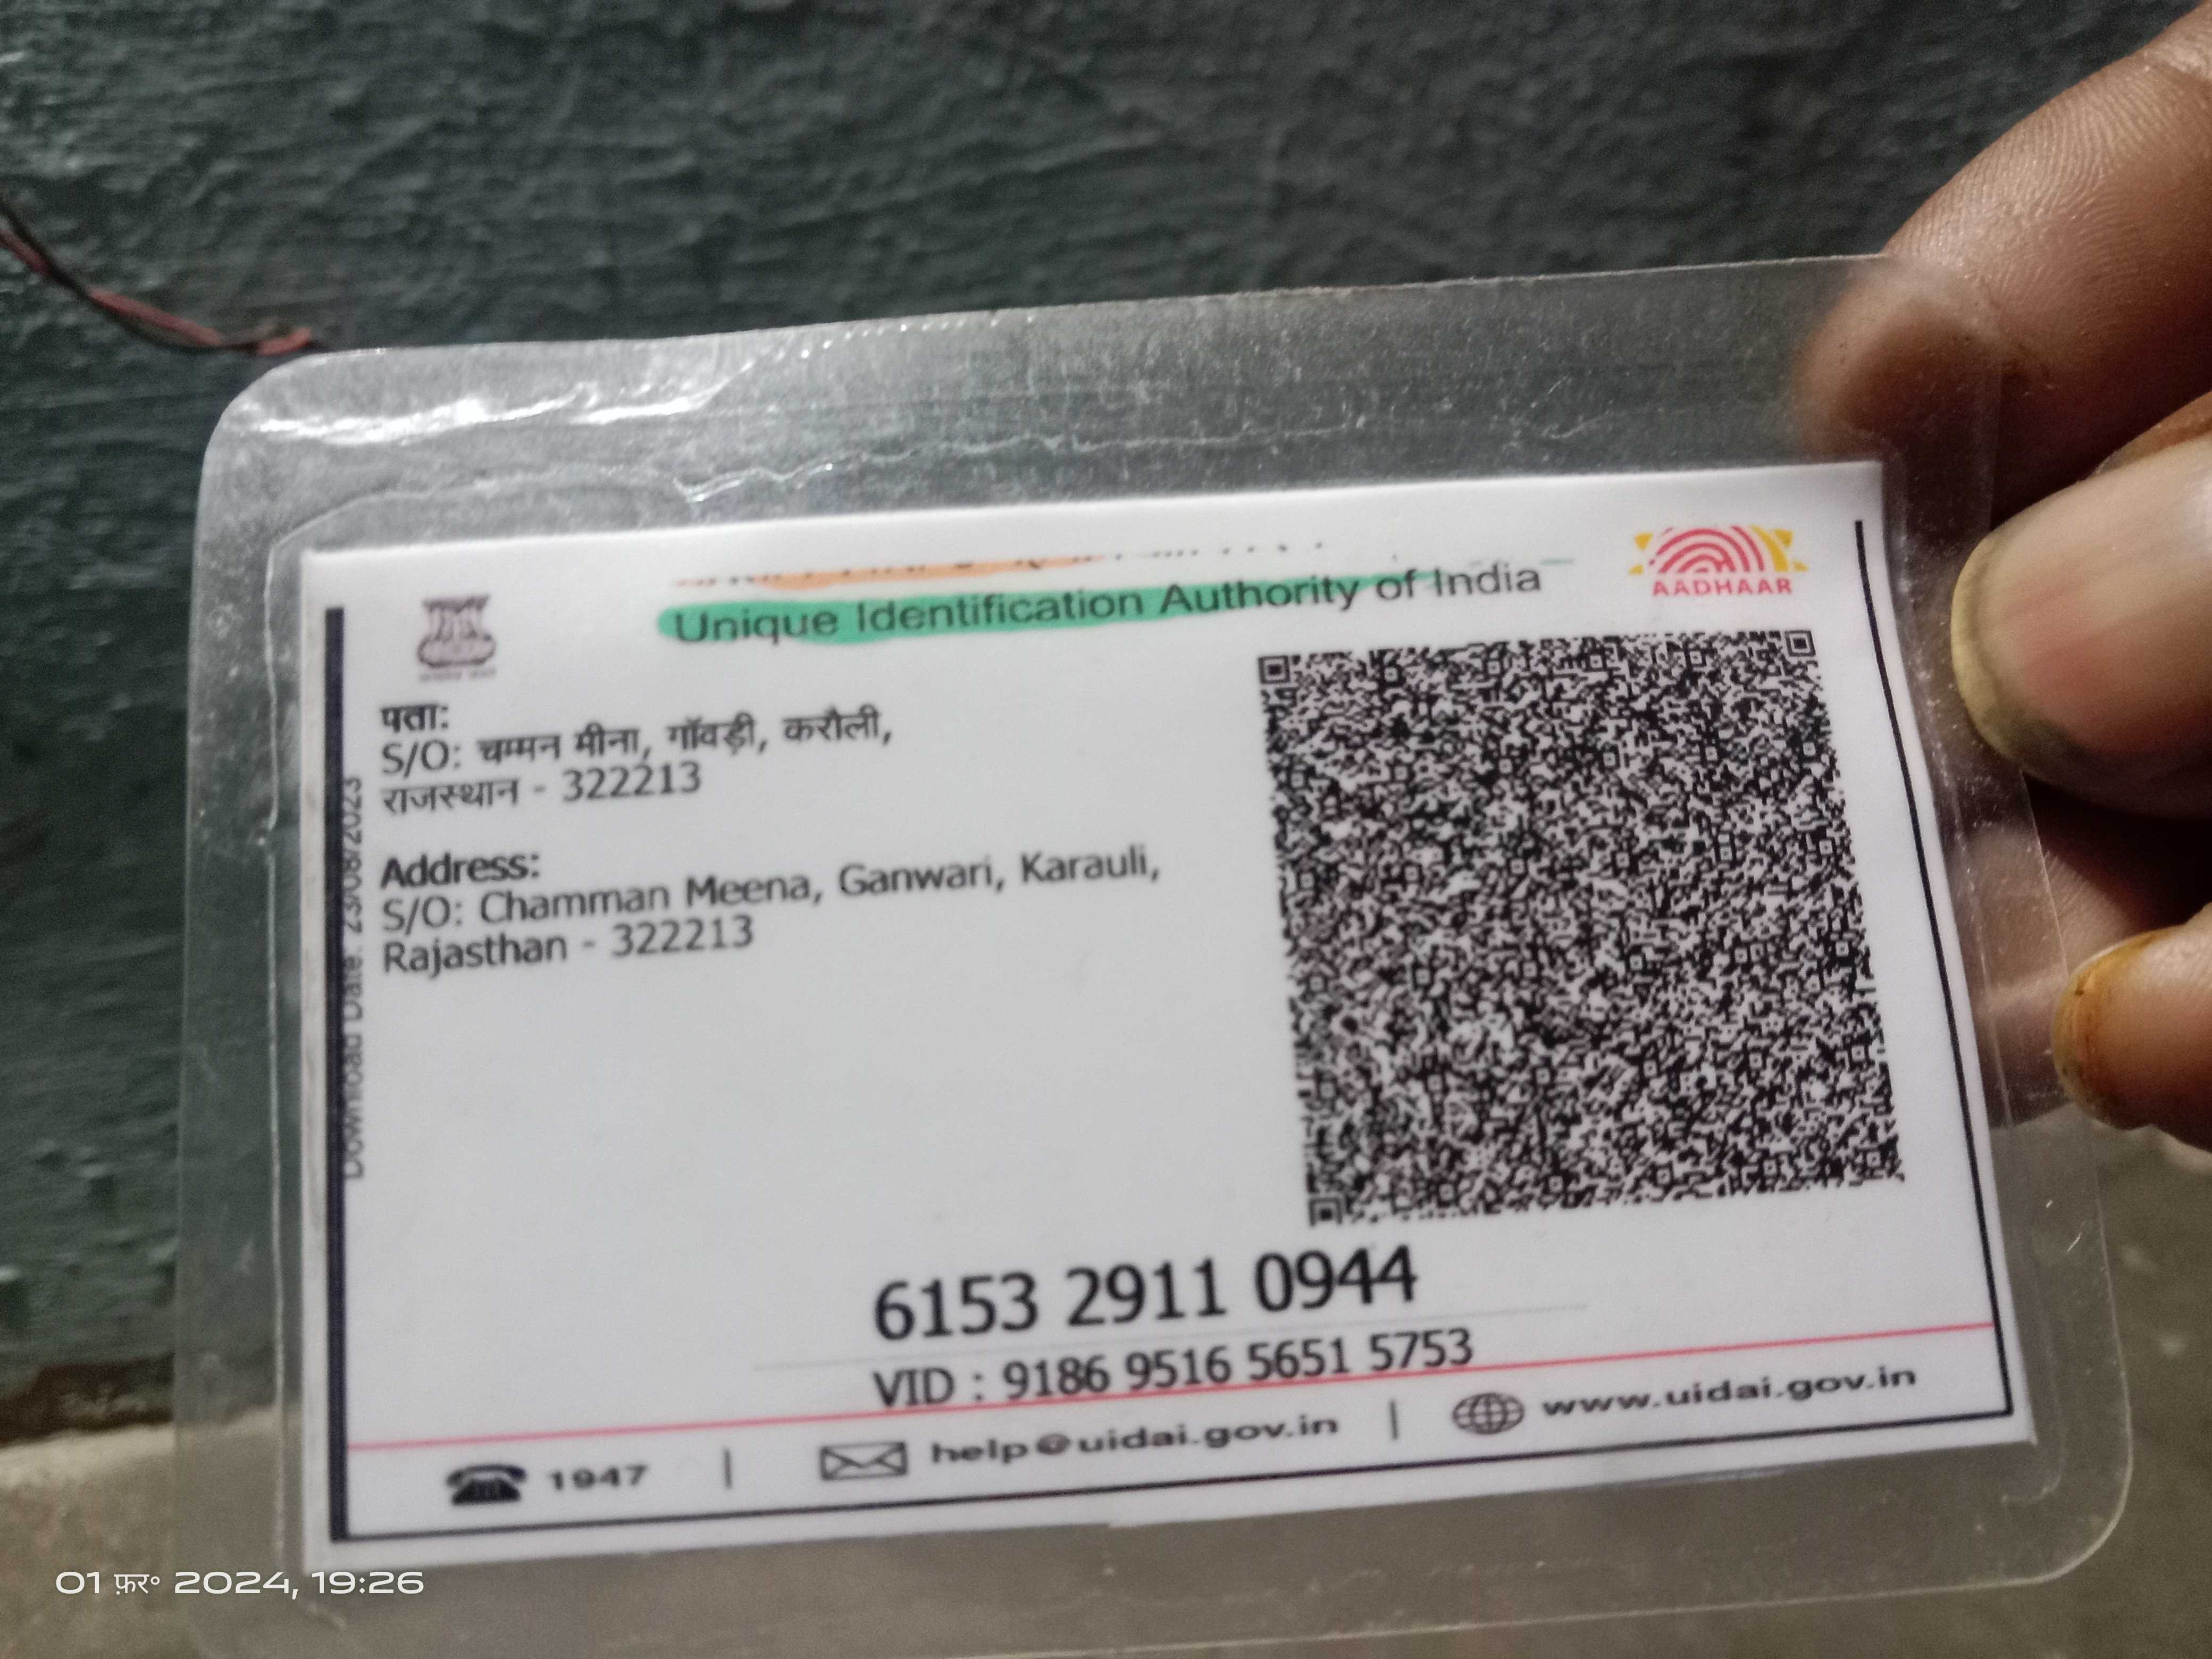 Unique Identification Authority of India
AADHAAR
पता:
S/O: चम्मन मीना, गाँवड़ी, करौली,
राजस्थान - 322213
Address:
S/O: Chamman Meena, Ganwari, Karauli,
Rajasthan - 322213
Download Date: 23/08/2023
6153 2911 0944
VID : 9186 9516 5651 5753
1947 | help@uidai.gov.in | www.uidai.gov.in
01 फ़र॰ 2024, 19:26